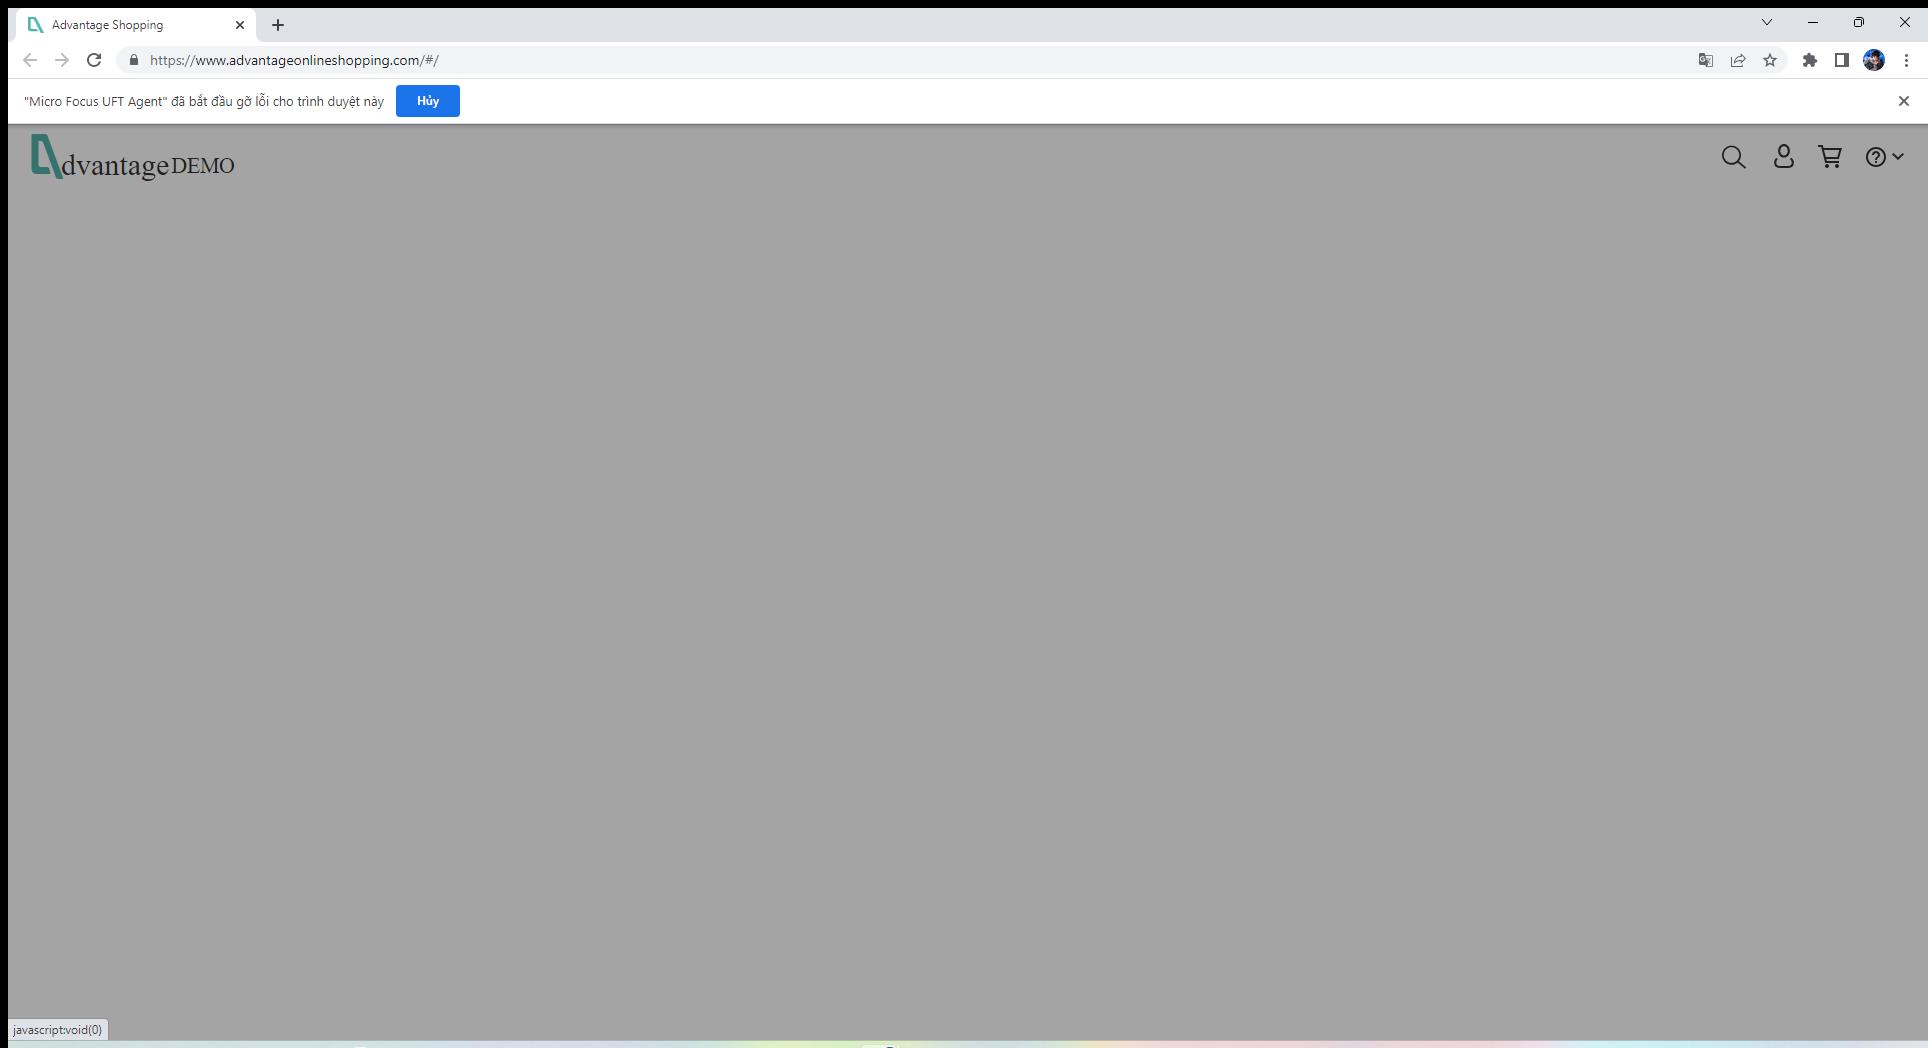 Advantage Shopping
https://www.advantageonlineshopping.com/#/
"Micro Focus UFT Agent" đã bắt đầu gỡ lỗi cho trình duyệt này
Hủy
dvantage DEMO
javascript:void(0)